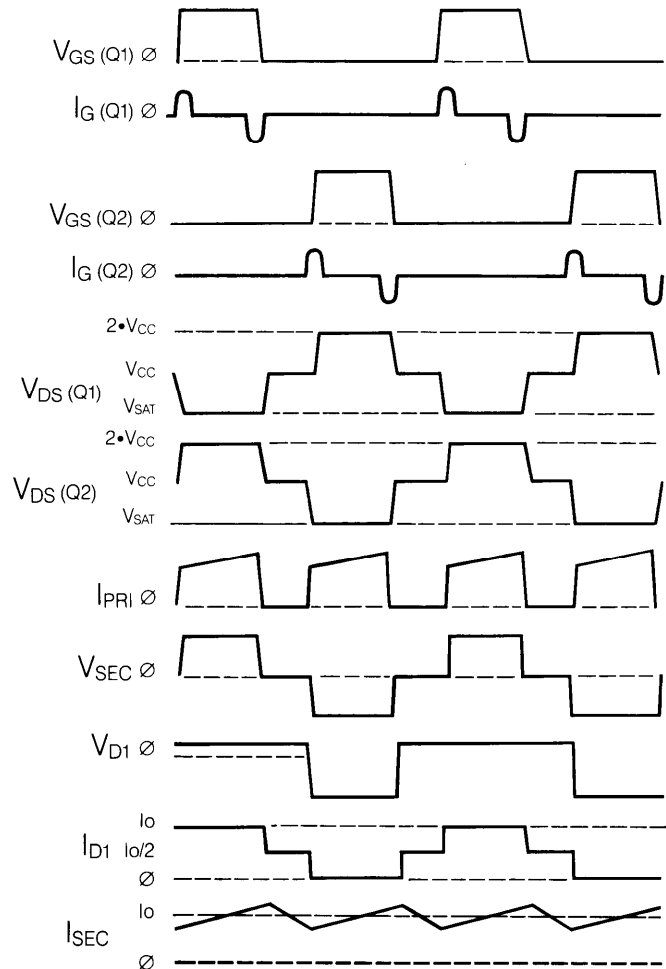 VGS (Q1) Ø
IG (Q1) Ø
VGS (Q2) Ø
IG (Q2) Ø
2•VCC
VCC
VDS (Q1)
VSAT
2•VCC
VCC
VDS (Q2)
VSAT
IPRI Ø
VSEC Ø
VD1 Ø
Io
ID1 Io/2
Ø
Io
ISEC
Ø